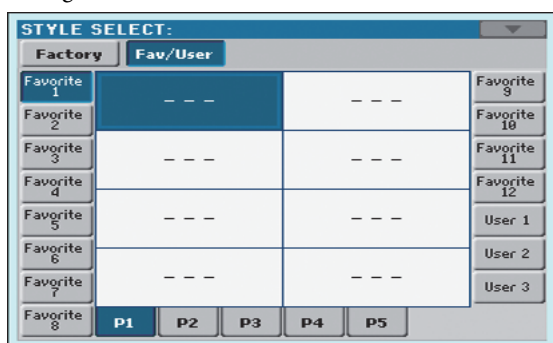 STYLE SELECT:
Factory Fav/User
Favorite 1
Favorite 2
Favorite 3
Favorite 4
Favorite 5
Favorite 6
Favorite 7
Favorite 8
- - - - - -
- - - - - -
- - - - - -
- - - - - -
Favorite 9
Favorite 10
Favorite 11
Favorite 12
User 1
User 2
User 3
P1 P2 P3 P4 P5